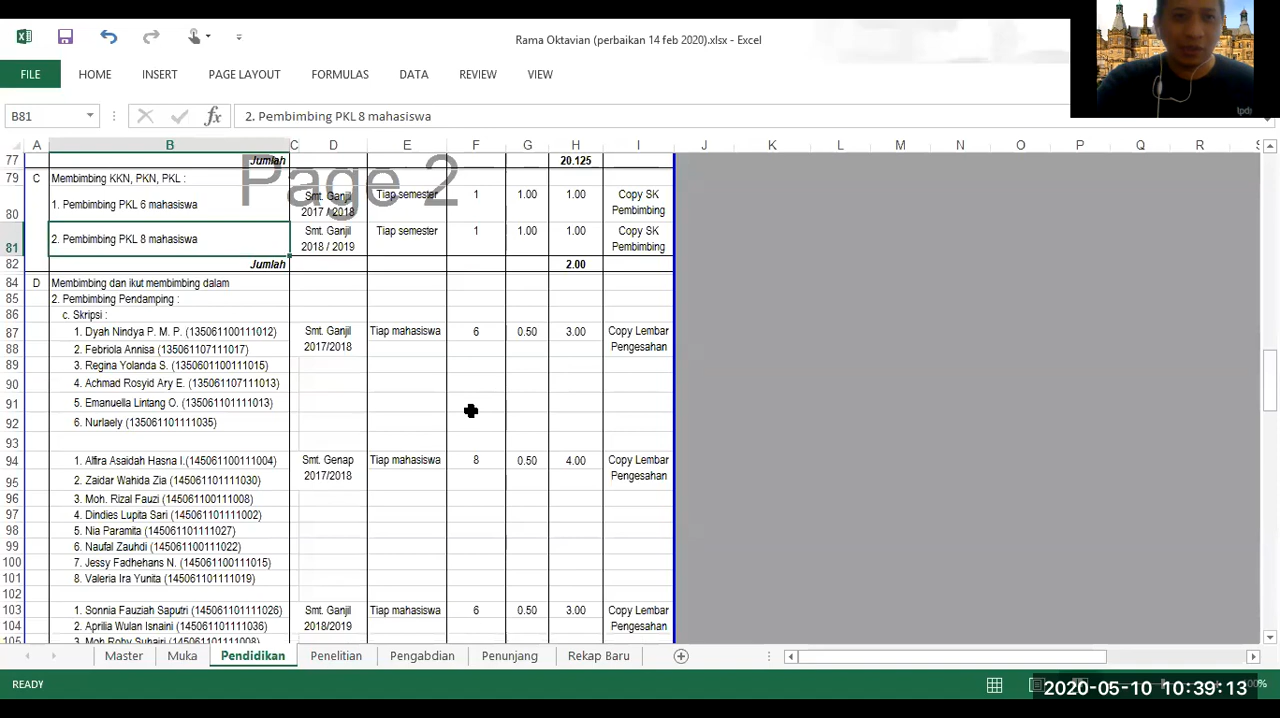 Rama Oktavian (perbaikan 14 feb 2020).xlsx - Excel
FILE HOME INSERT PAGE LAYOUT FORMULAS DATA REVIEW VIEW
B81 fx 2. Pembimbing PKL 8 mahasiswa
A B C D E F G H I J K L M N O P Q R
77 Jumlah 20.125
Page 2
79 C Membimbing KKN, PKN, PKL :
80 1. Pembimbing PKL 6 mahasiswa Smt. Ganjil 2017 / 2018 Tiap semester 1 1.00 1.00 Copy SK Pembimbing
81 2. Pembimbing PKL 8 mahasiswa Smt. Ganjil 2018 / 2019 Tiap semester 1 1.00 1.00 Copy SK Pembimbing
82 Jumlah 2.00
84 D Membimbing dan ikut membimbing dalam
85 2. Pembimbing Pendamping :
86 c. Skripsi :
87 1. Dyah Nindya P. M. P. (135061100111012) Smt. Ganjil Tiap mahasiswa 6 0.50 3.00 Copy Lembar
88 2. Febriola Annisa (135061107111017) 2017/2018 Pengesahan
89 3. Regina Yolanda S. (1350601100111015)
90 4. Achmad Rosyid Ary E. (135061107111013)
91 5. Emanuella Lintang O. (135061101111013)
92 6. Nurlaely (135061101111035)
93
94 1. Alfira Asaidah Hasna I.(145061100111004) Smt. Genap Tiap mahasiswa 8 0.50 4.00 Copy Lembar
95 2. Zaidar Wahida Zia (145061101111030) 2017/2018 Pengesahan
96 3. Moh. Rizal Fauzi (145061100111008)
97 4. Dindies Lupita Sari (145061101111002)
98 5. Nia Paramita (145061101111027)
99 6. Naufal Zauhdi (145061100111022)
100 7. Jessy Fadhehans N. (145061100111015)
101 8. Valeria Ira Yunita (145061101111019)
102
103 1. Sonnia Fauziah Saputri (145061101111026) Smt. Ganjil Tiap mahasiswa 6 0.50 3.00 Copy Lembar
104 2. Aprilia Wulan Isnaini (145061101111036) 2018/2019 Pengesahan
105 3. Moh Roby Suhairi (145061101111008)
Master Muka Pendidikan Penelitian Pengabdian Penunjang Rekap Baru
READY
2020-05-10 10:39:13